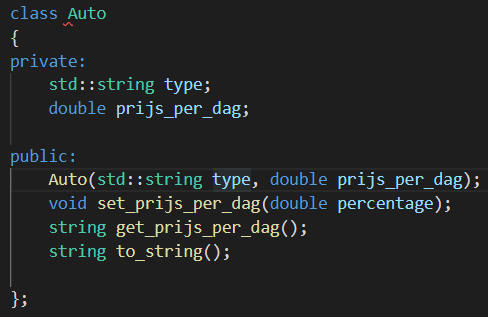 class Auto
{
private:
    std::string type;
    double prijs_per_dag;

public:
    Auto(std::string type, double prijs_per_dag);
    void set_prijs_per_dag(double percentage);
    string get_prijs_per_dag();
    string to_string();

};